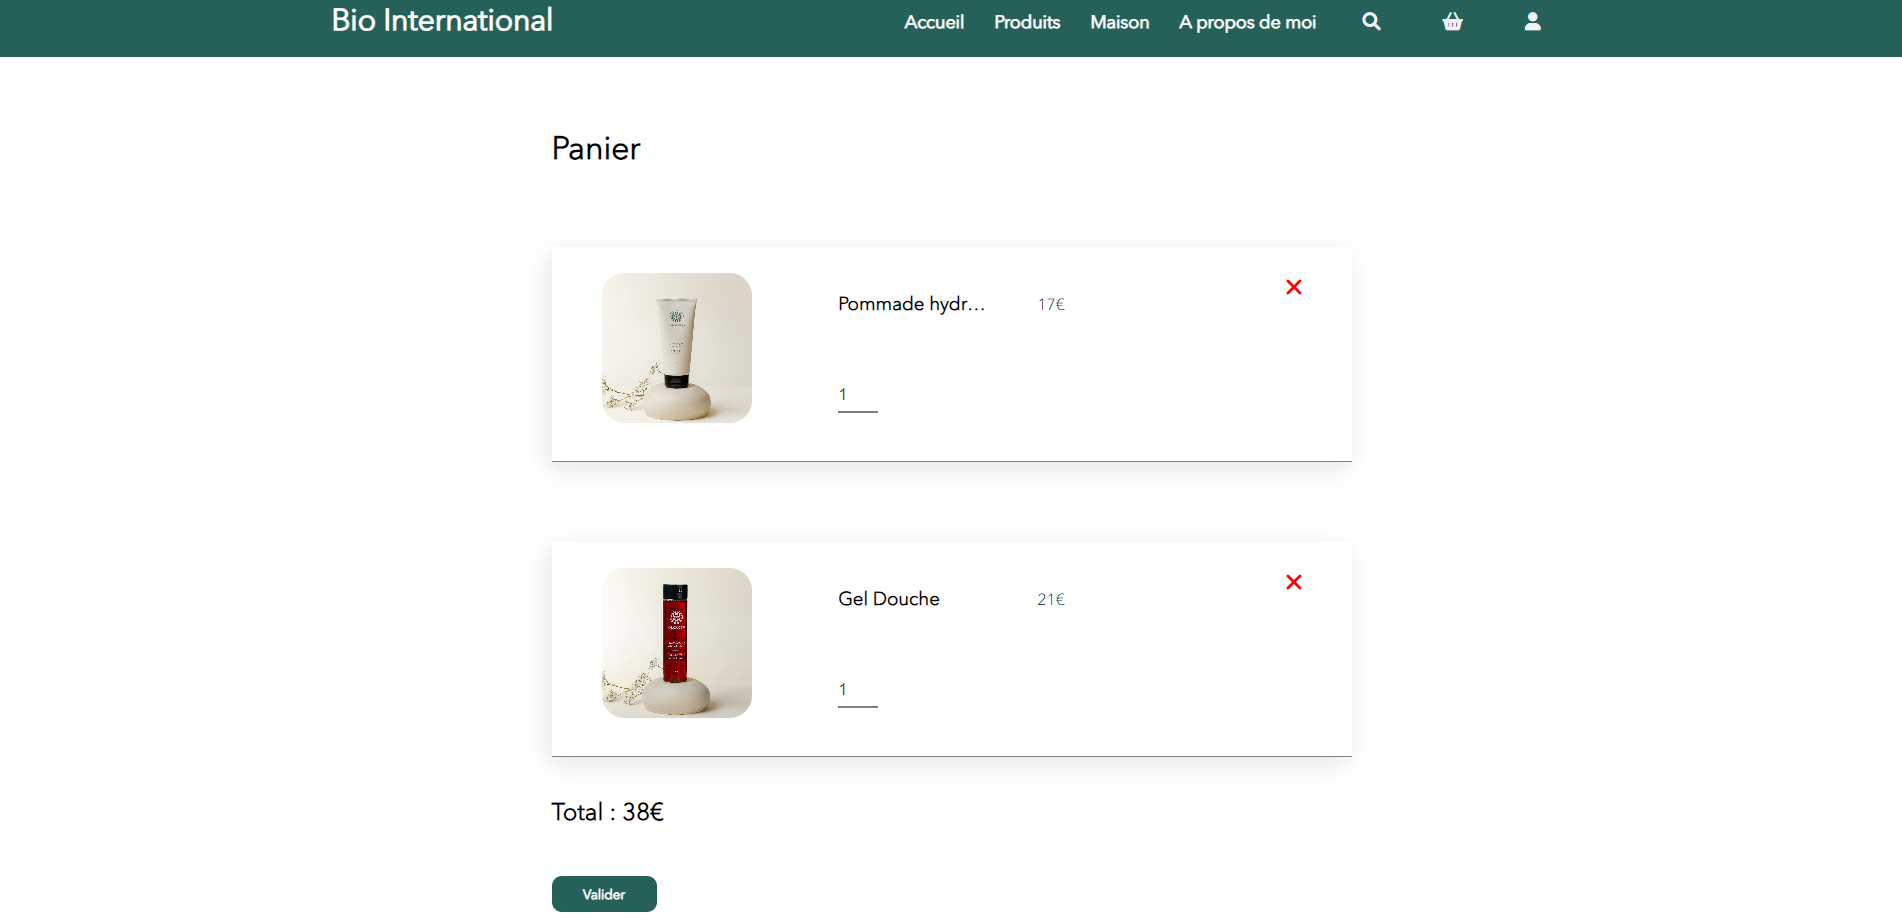 Bio International
Accueil Produits Maison A propos de moi
Panier
Pommade hydr... 17€
1
Gel Douche 21€
1
Total : 38€
Valider